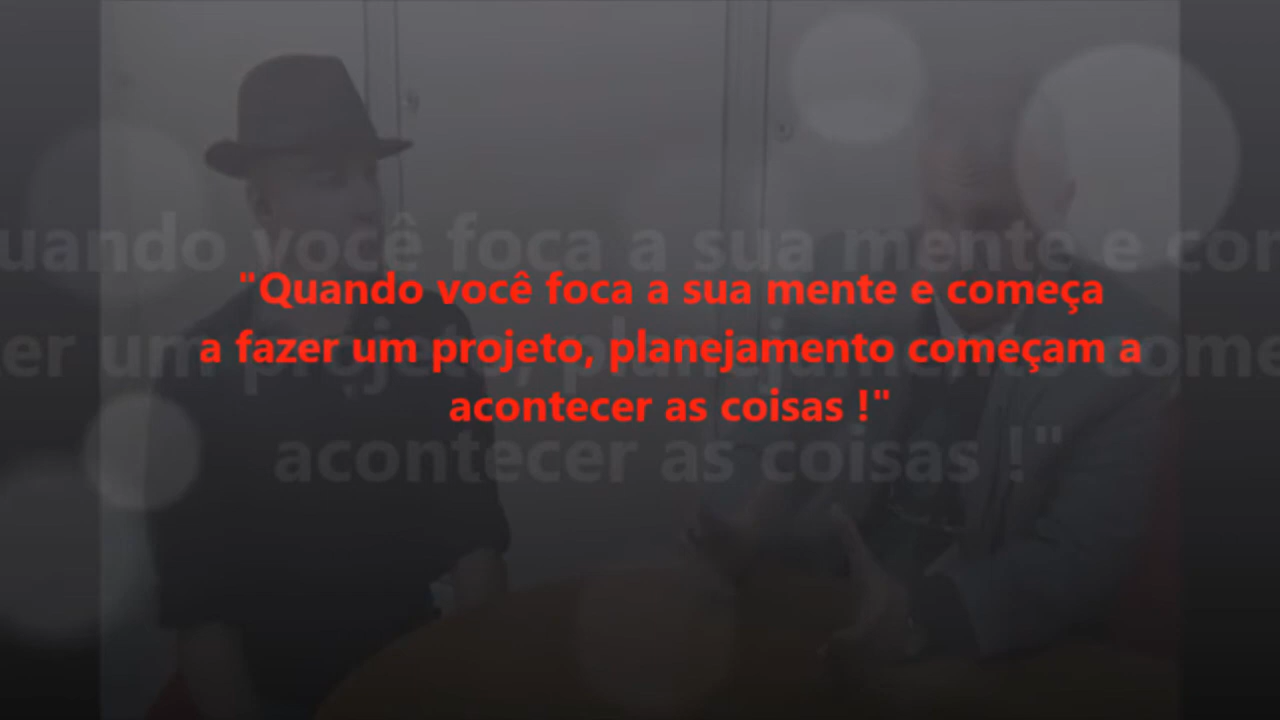 "Quando você foca a sua mente e começa
a fazer um projeto, planejamento começam a
acontecer as coisas !"